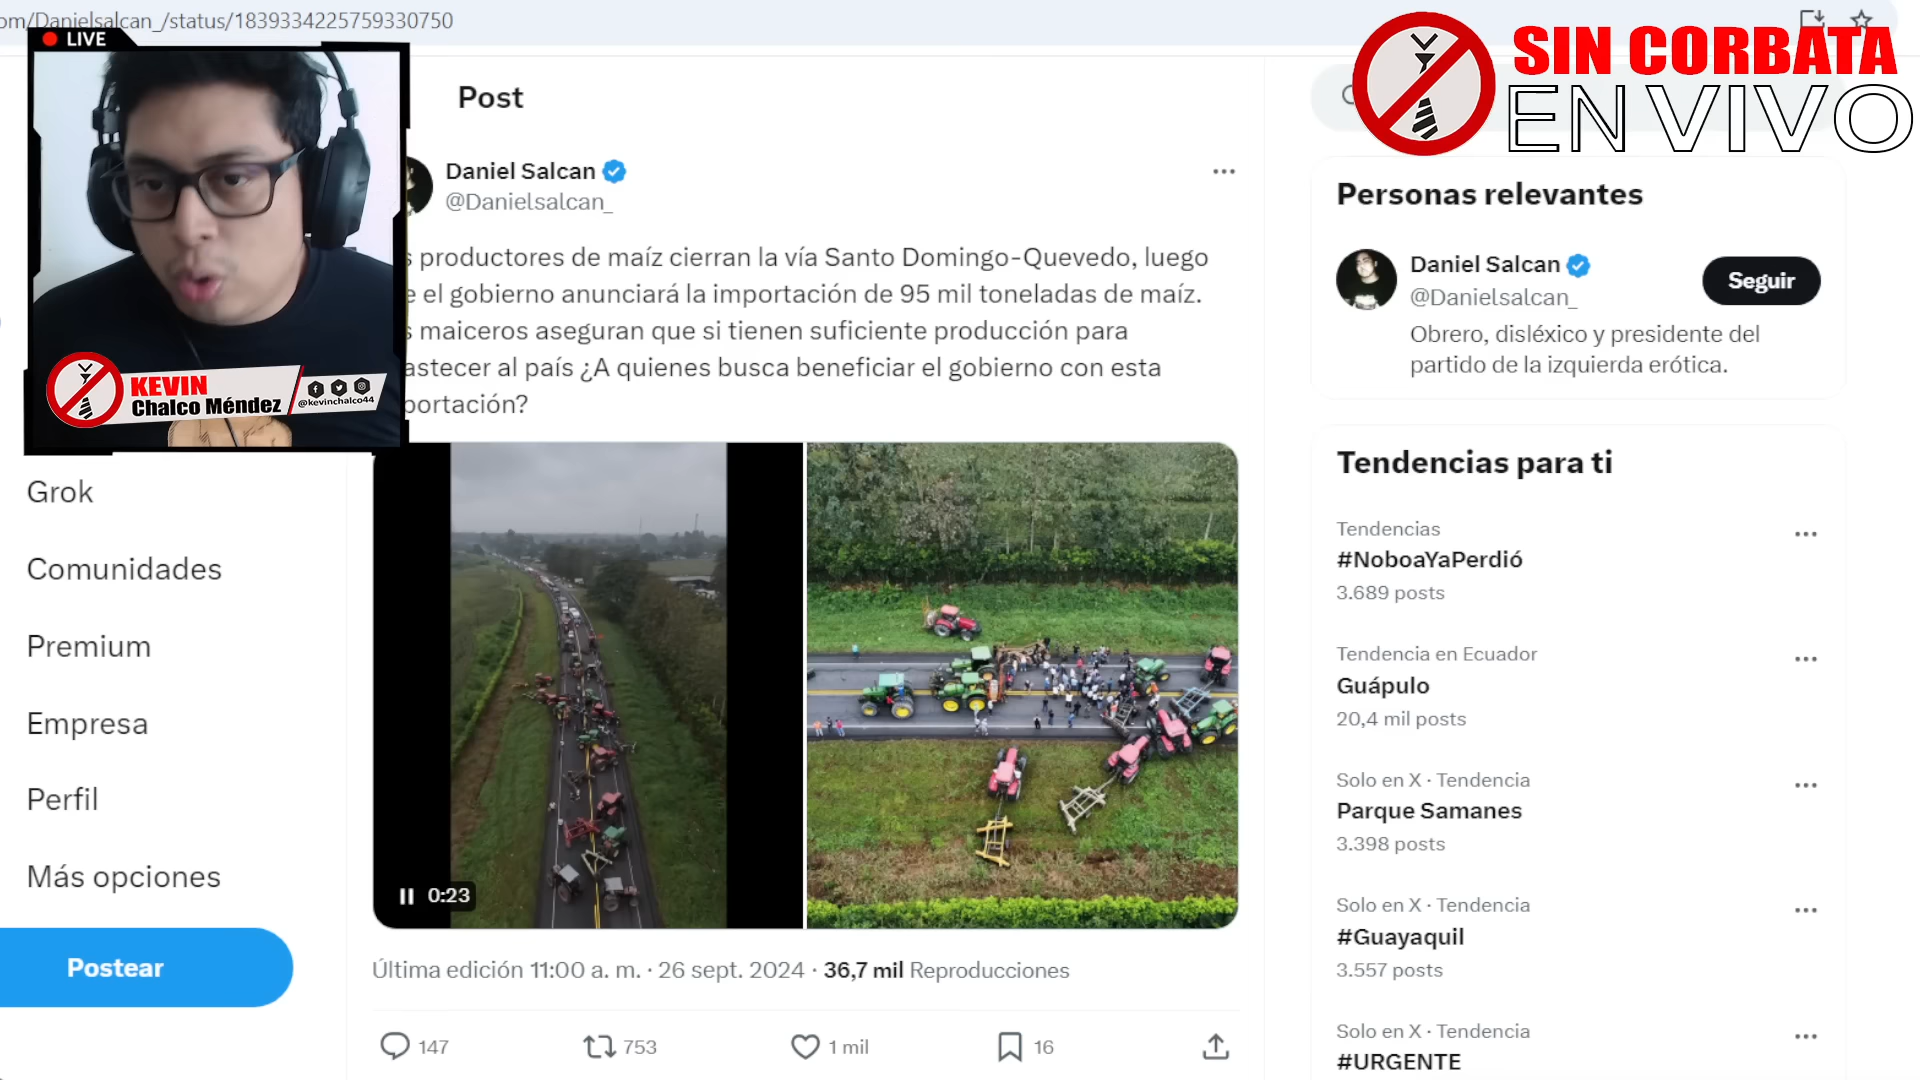 om/Danielsalcan_/status/1839334225759330750
LIVE
SIN CORBATA
EN VIVO
Post
Daniel Salcan
@Danielsalcan_
productores de maíz cierran la vía Santo Domingo-Quevedo, luego
el gobierno anunciará la importación de 95 mil toneladas de maíz.
maiceros aseguran que si tienen suficiente producción para
astecer al país ¿A quienes busca beneficiar el gobierno con esta
portación?
KEVIN
Chalco Méndez
@kevinchalco44
Grok
Comunidades
Premium
Empresa
Perfil
Más opciones
Postear
0:23
Última edición 11:00 a. m. · 26 sept. 2024 · 36,7 mil Reproducciones
147
753
1 mil
16
Personas relevantes
Daniel Salcan
@Danielsalcan_
Seguir
Obrero, disléxico y presidente del
partido de la izquierda erótica.
Tendencias para ti
Tendencias
#NoboaYaPerdió
3.689 posts
Tendencia en Ecuador
Guápulo
20,4 mil posts
Solo en X · Tendencia
Parque Samanes
3.398 posts
Solo en X · Tendencia
#Guayaquil
3.557 posts
Solo en X · Tendencia
#URGENTE